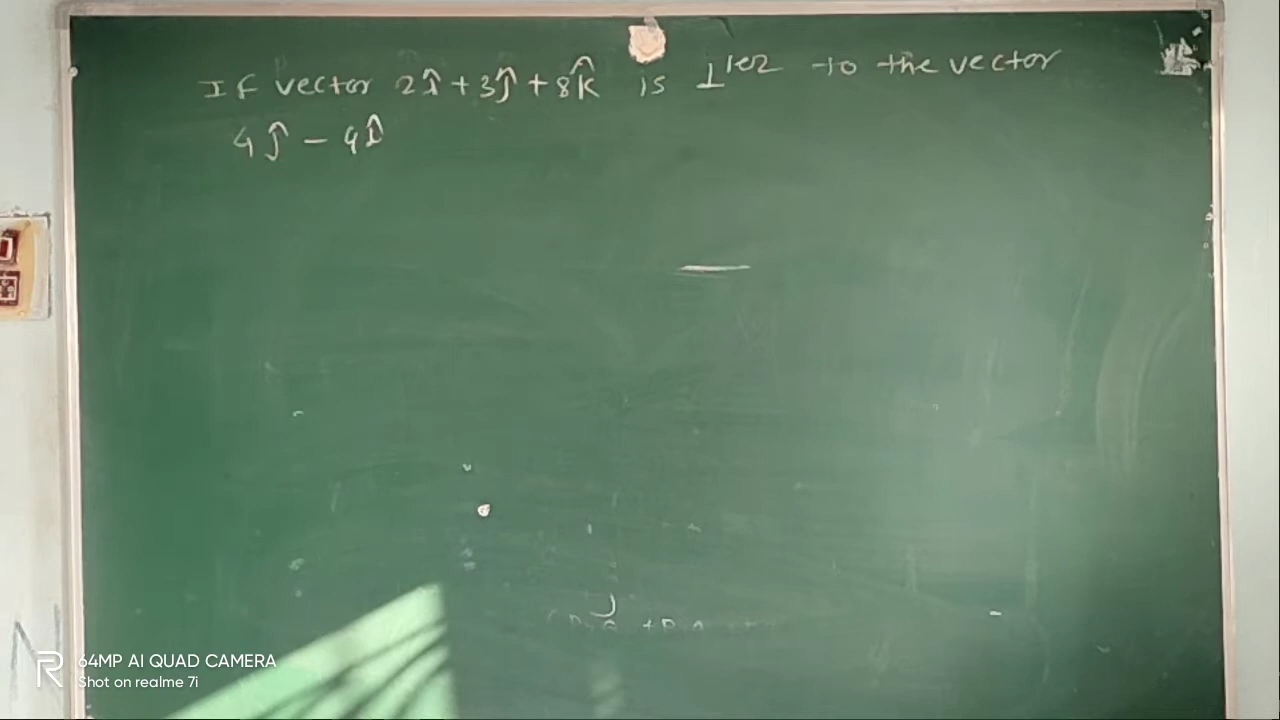 If vector 2î + 3ĵ + 8k̂ is ⊥ler to the vector
4ĵ - 4î
64MP AI QUAD CAMERA
Shot on realme 7i